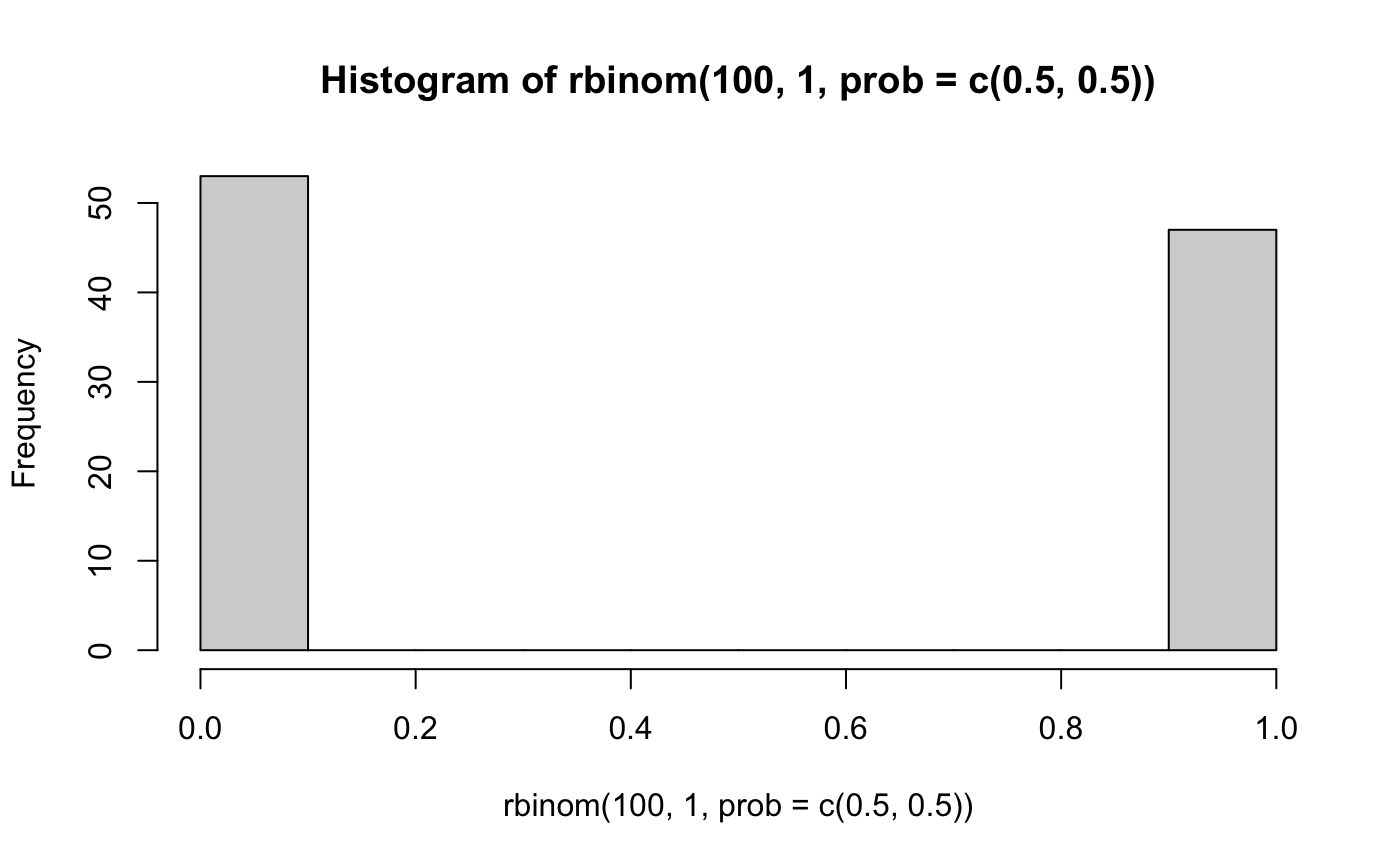 Histogram of rbinom(100, 1, prob = c(0.5, 0.5))
Frequency
50
40
30
20
10
0
0.0 0.2 0.4 0.6 0.8 1.0
rbinom(100, 1, prob = c(0.5, 0.5))